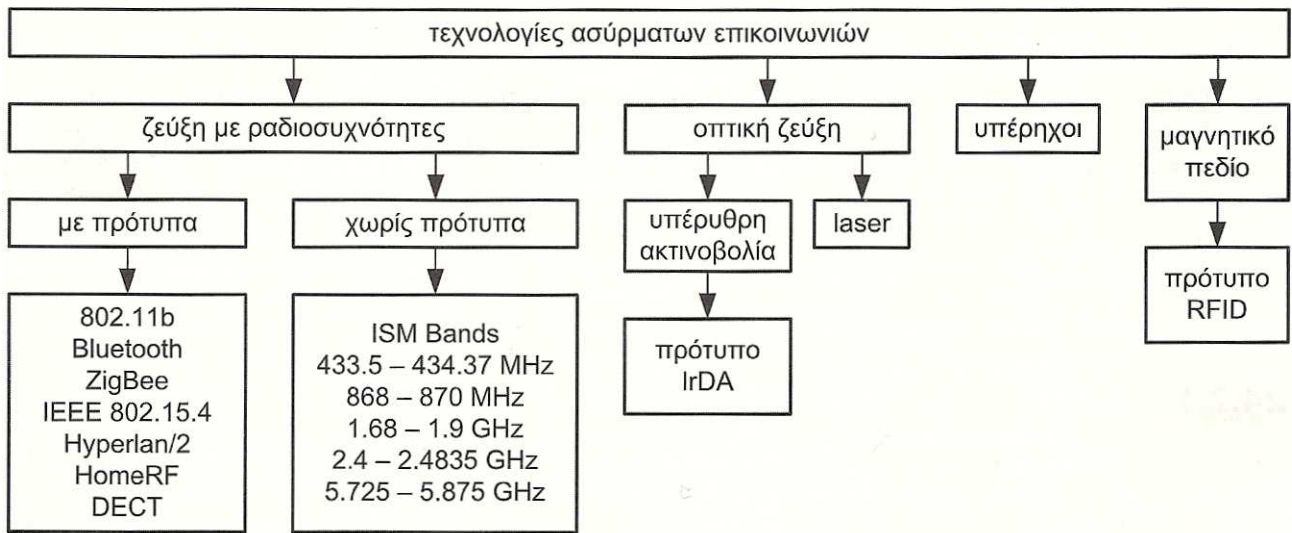 τεχνολογίες ασύρματων επικοινωνιών
ζεύξη με ραδιοσυχνότητες
οπτική ζεύξη
υπέρηχοι
μαγνητικό
πεδίο
με πρότυπα
χωρίς πρότυπα
υπέρυθρη
ακτινοβολία
laser
πρότυπο
RFID
802.11b
Bluetooth
ZigBee
IEEE 802.15.4
Hyperlan/2
HomeRF
DECT
ISM Bands
433.5 – 434.37 MHz
868 – 870 MHz
1.68 – 1.9 GHz
2.4 – 2.4835 GHz
5.725 – 5.875 GHz
πρότυπο
IrDA